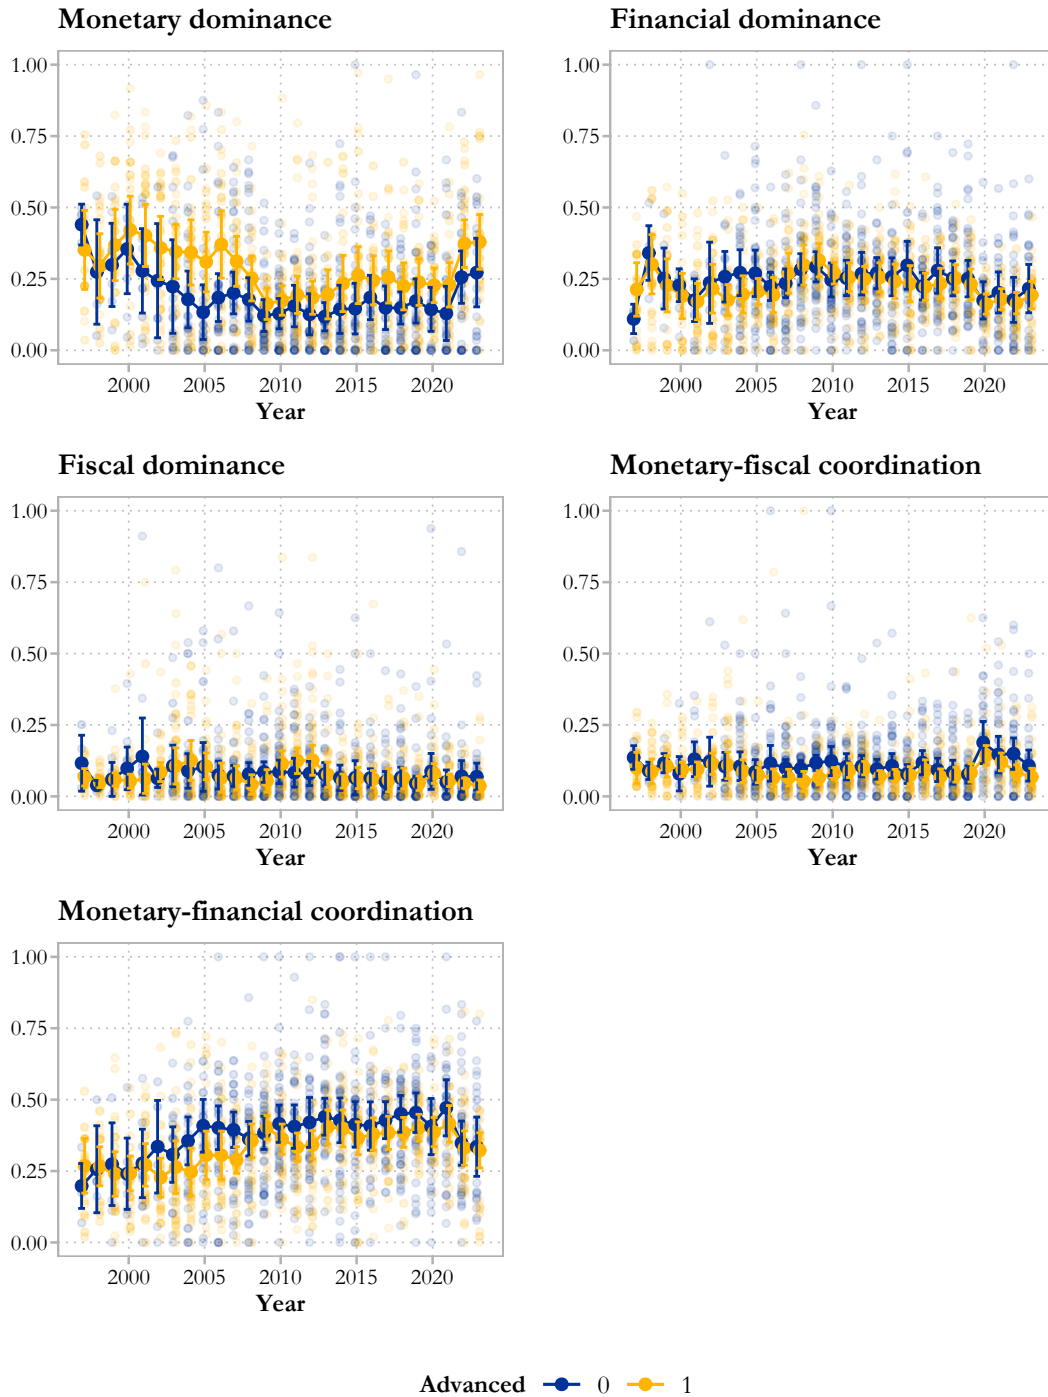 Monetary dominance
Financial dominance
1.00
0.75
0.50
0.25
0.00
2000 2005 2010 2015 2020
Year
1.00
0.75
0.50
0.25
0.00
2000 2005 2010 2015 2020
Year
Fiscal dominance
Monetary-fiscal coordination
1.00
0.75
0.50
0.25
0.00
2000 2005 2010 2015 2020
Year
1.00
0.75
0.50
0.25
0.00
2000 2005 2010 2015 2020
Year
Monetary-financial coordination
1.00
0.75
0.50
0.25
0.00
2000 2005 2010 2015 2020
Year
Advanced 0 1